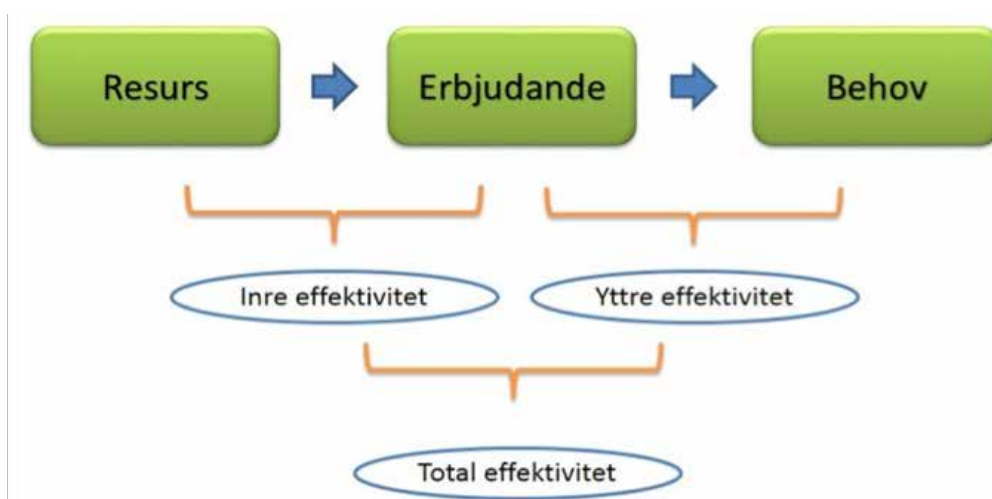 Resurs
Erbjudande
Behov
Inre effektivitet
Yttre effektivitet
Total effektivitet